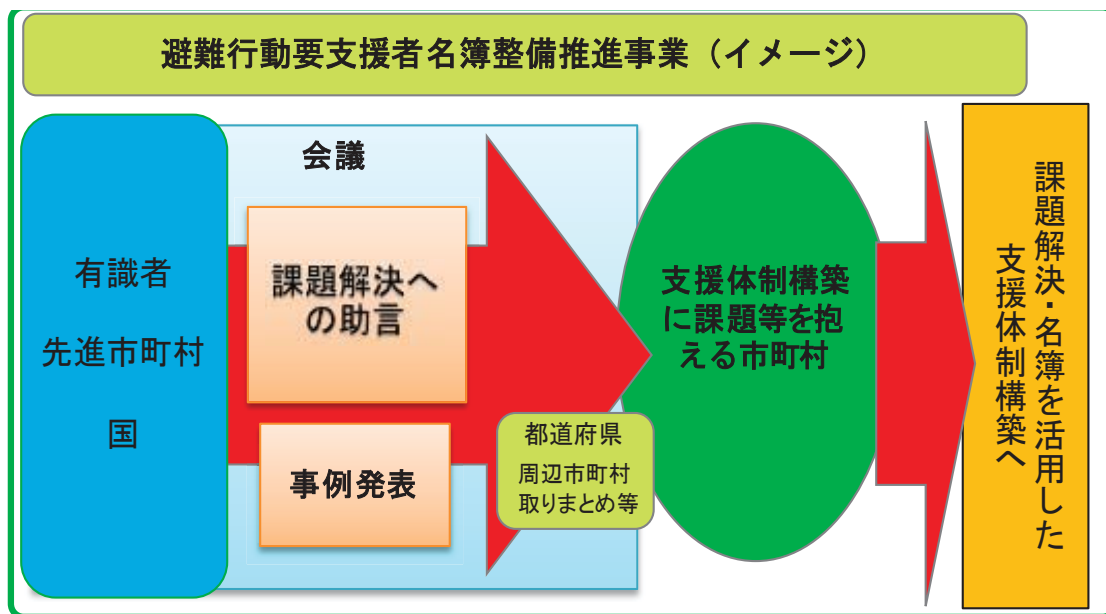 避難行動要支援者名簿整備推進事業（イメージ）
有識者
先進市町村
国
会議
課題解決へ
の助言
事例発表
都道府県
周辺市町村
取りまとめ等
支援体制構築
に課題等を抱
える市町村
課題解決・名簿を活用した
支援体制構築へ